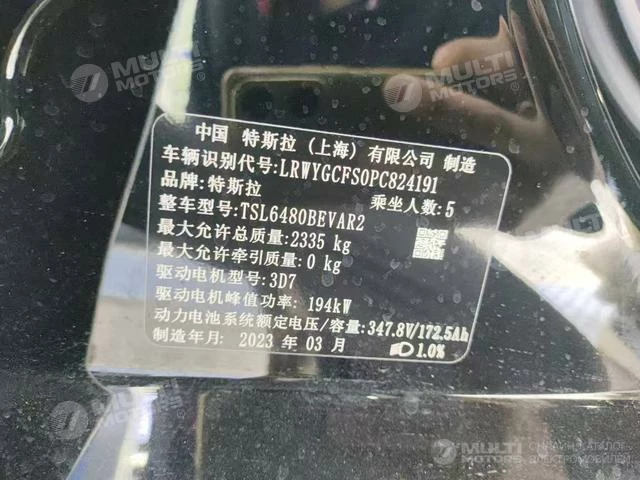 MULTI MOTORS
MULTI MOTORS
中国 特斯拉（上海）有限公司 制造
车辆识别代号:LRWYGCFS0PC824191
品牌:特斯拉 乘坐人数:5
整车型号:TSL6480BEVAR2
最大允许总质量:2335 kg
最大允许牵引质量:0 kg
驱动电机型号:3D7
驱动电机峰值功率: 194kW
动力电池系统额定电压/容量:347.8V/172.5Ah
制造年月: 2023 年 03 月 1.0%
MULTI MOTORS
MULTI MOTORS
ОНЛАЙН-КАТАЛОГ
ЭЛЕКТРОМОБИЛЕЙ